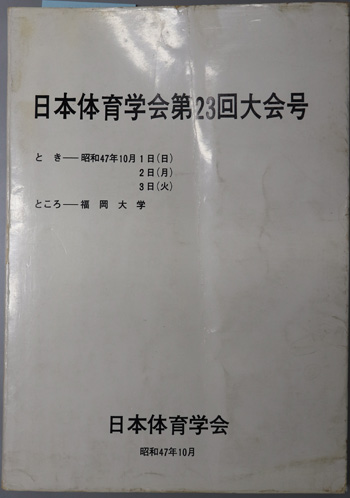 日本体育学会第23回大会号
と き──昭和47年10月1日(日)
2日(月)
3日(火)
ところ──福岡大学
日本体育学会
昭和47年10月